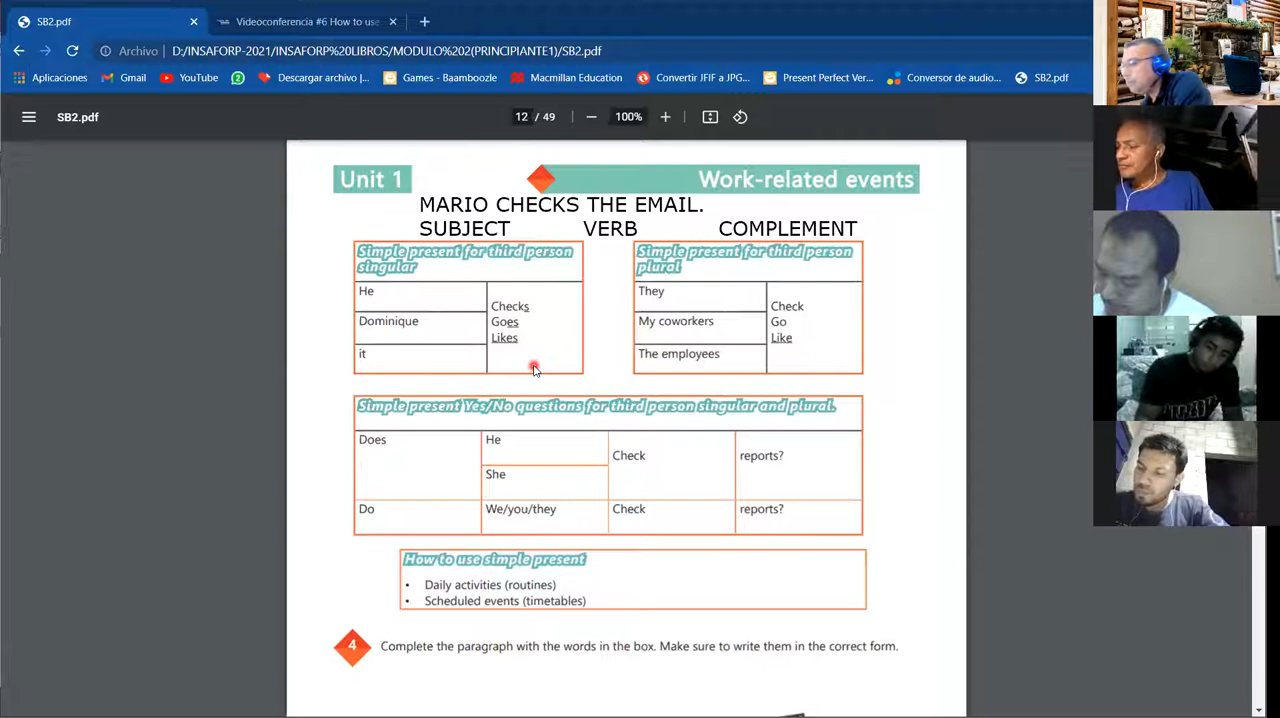 SB2.pdf
Videoconferencia #6 How to use
Archivo D:/INSAFORP-2021/INSAFORP%20LIBROS/MODULO%202(PRINCIPIANTE1)/SB2.pdf
Aplicaciones Gmail YouTube 2 Descargar archivo |... Games - Baamboozle Macmillan Education Convertir JFIF a JPG... Present Perfect Ver... Conversor de audio... SB2.pdf
SB2.pdf 12 / 49 100%
Unit 1 Work-related events
MARIO CHECKS THE EMAIL.
SUBJECT VERB COMPLEMENT
Simple present for third person singular
He
Dominique
it
Checks
Goes
Likes
Simple present for third person plural
They
My coworkers
The employees
Check
Go
Like
Simple present Yes/No questions for third person singular and plural.
Does He Check reports?
She
Do We/you/they Check reports?
How to use simple present
• Daily activities (routines)
• Scheduled events (timetables)
4 Complete the paragraph with the words in the box. Make sure to write them in the correct form.